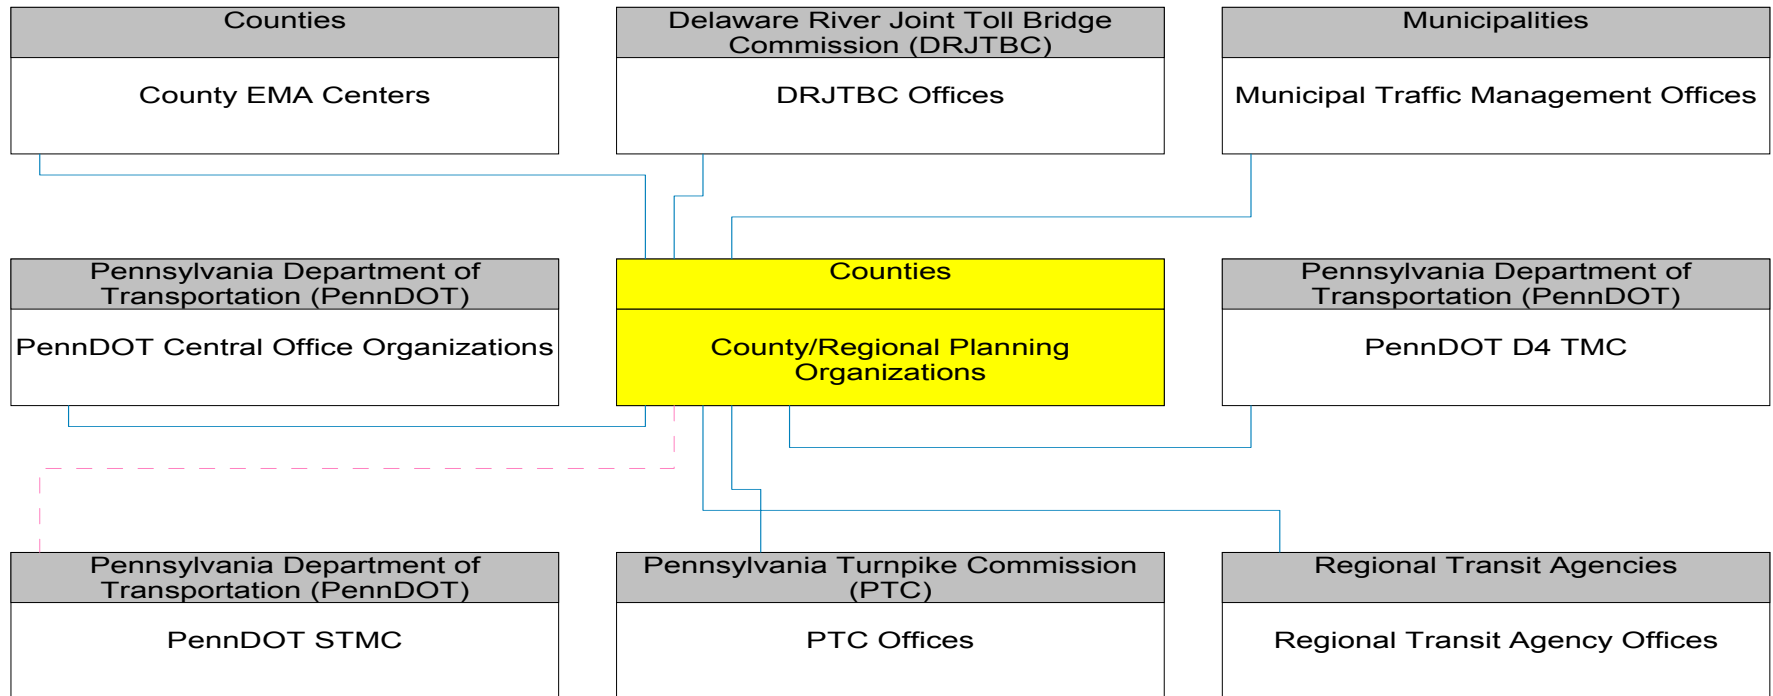 Counties
County EMA Centers
Delaware River Joint Toll Bridge
Commission (DRJTBC)
DRJTBC Offices
Municipalities
Municipal Traffic Management Offices
Pennsylvania Department of
Transportation (PennDOT)
PennDOT Central Office Organizations
Counties
County/Regional Planning
Organizations
Pennsylvania Department of
Transportation (PennDOT)
PennDOT D4 TMC
Pennsylvania Department of
Transportation (PennDOT)
PennDOT STMC
Pennsylvania Turnpike Commission
(PTC)
PTC Offices
Regional Transit Agencies
Regional Transit Agency Offices